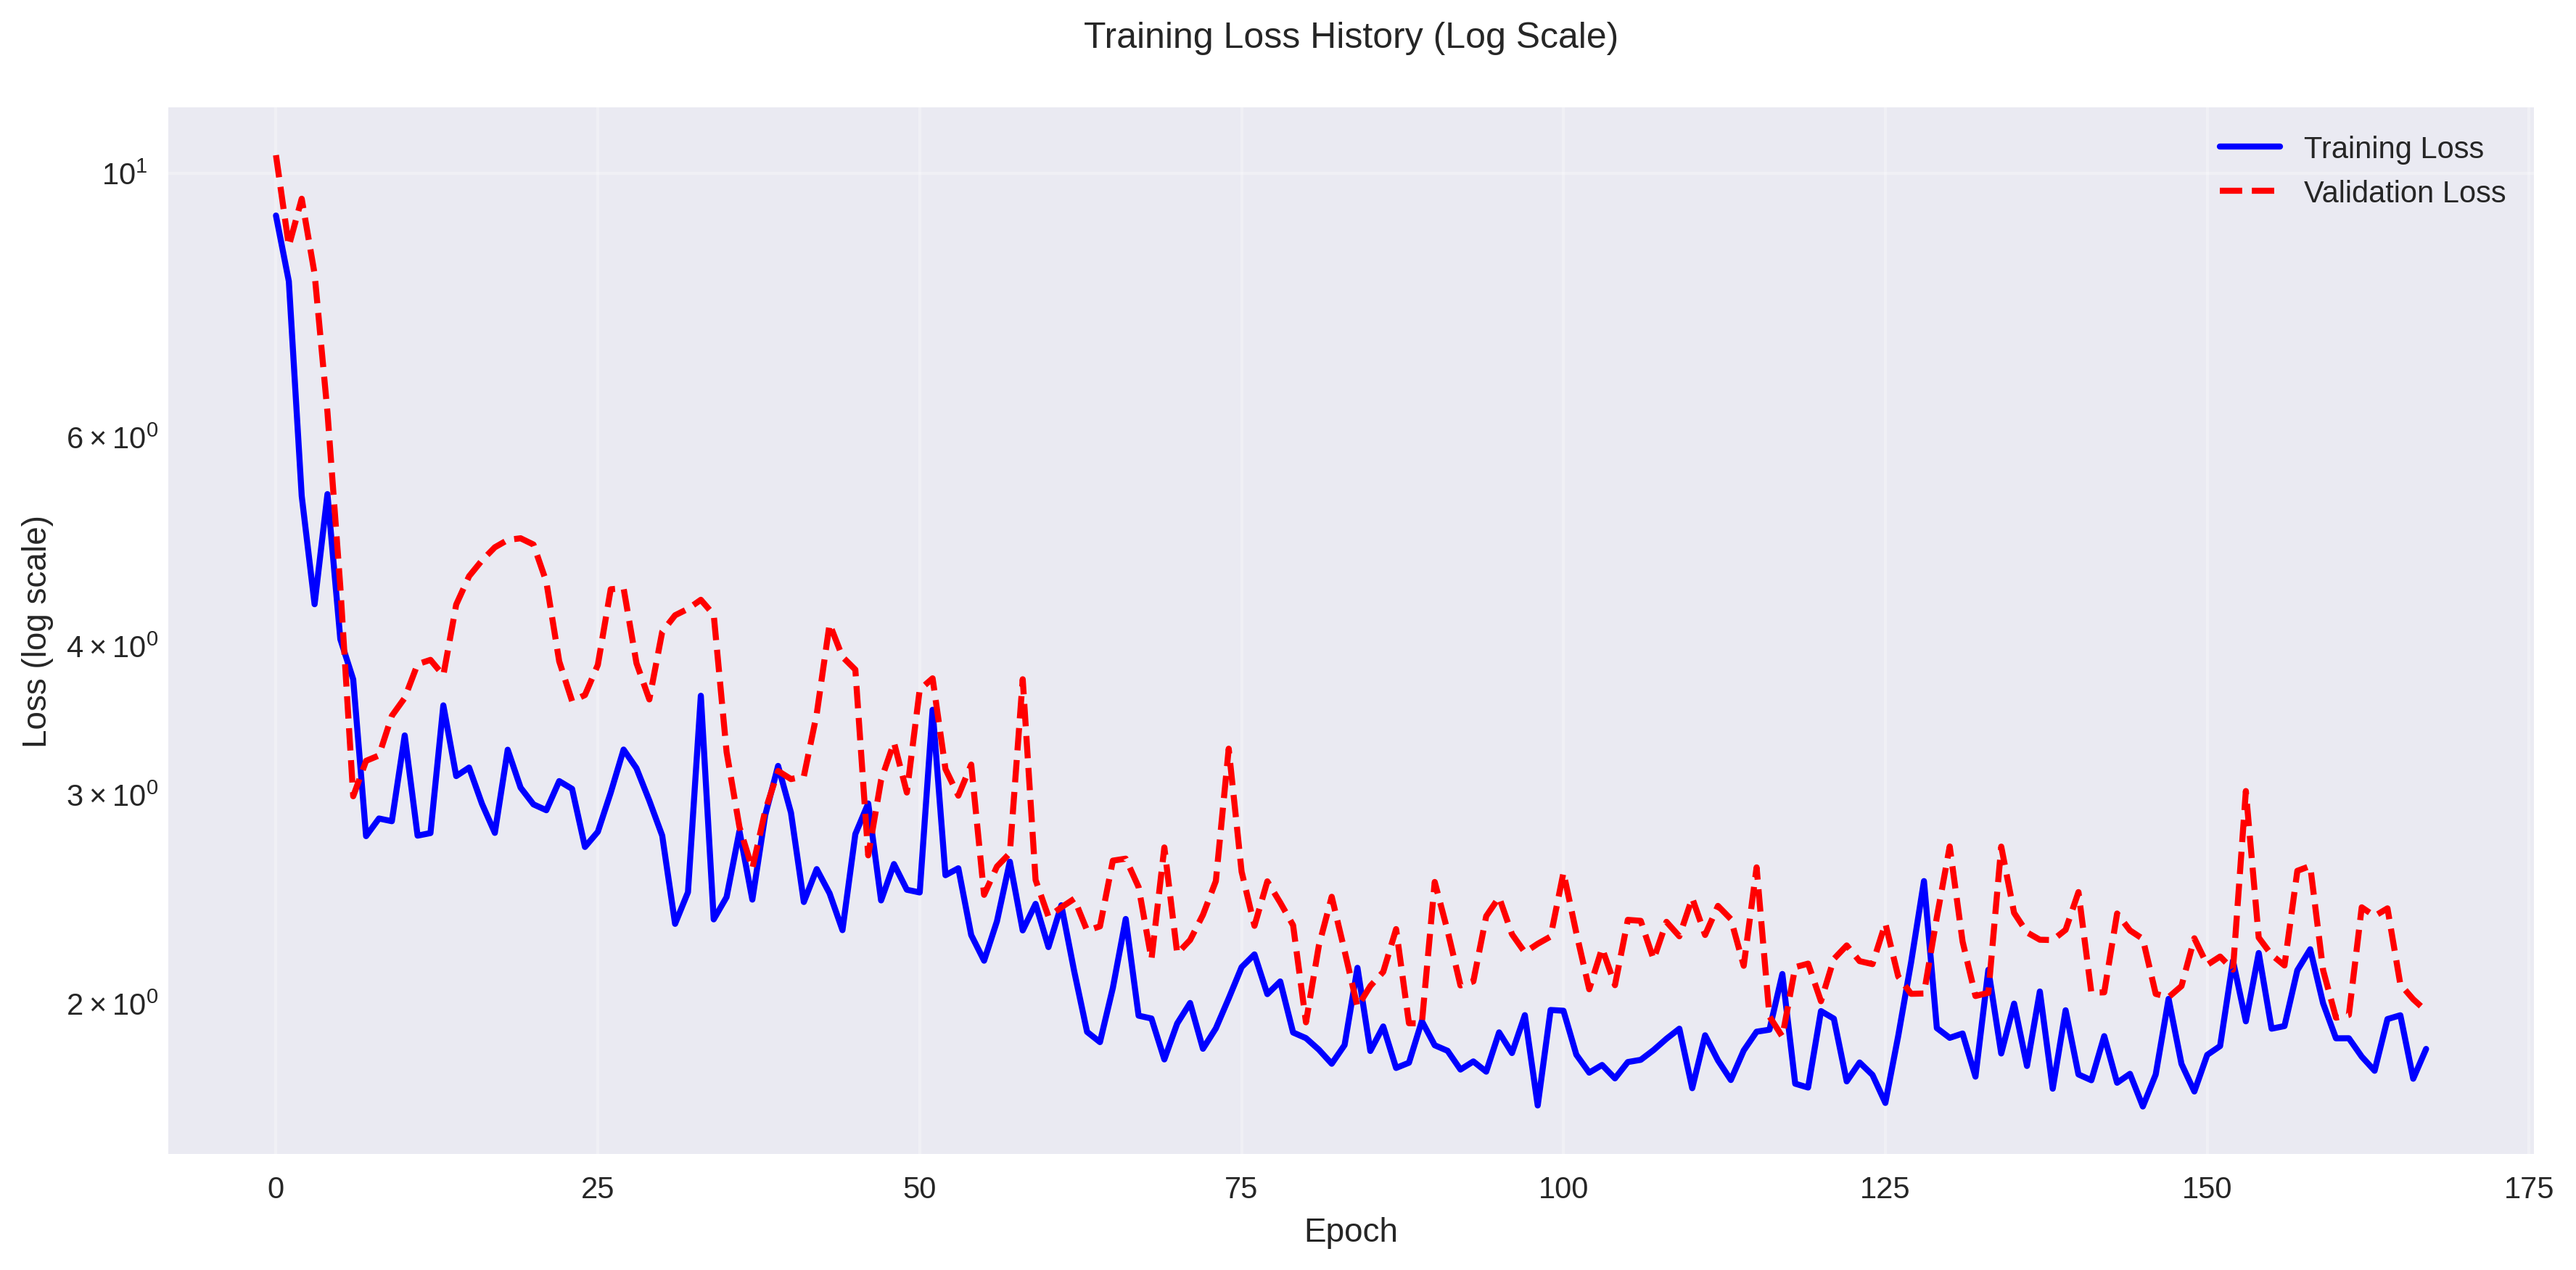 Training Loss History (Log Scale)
10¹
6 × 10⁰
4 × 10⁰
3 × 10⁰
2 × 10⁰
Loss (log scale)
Training Loss
Validation Loss
0 25 50 75 100 125 150 175
Epoch